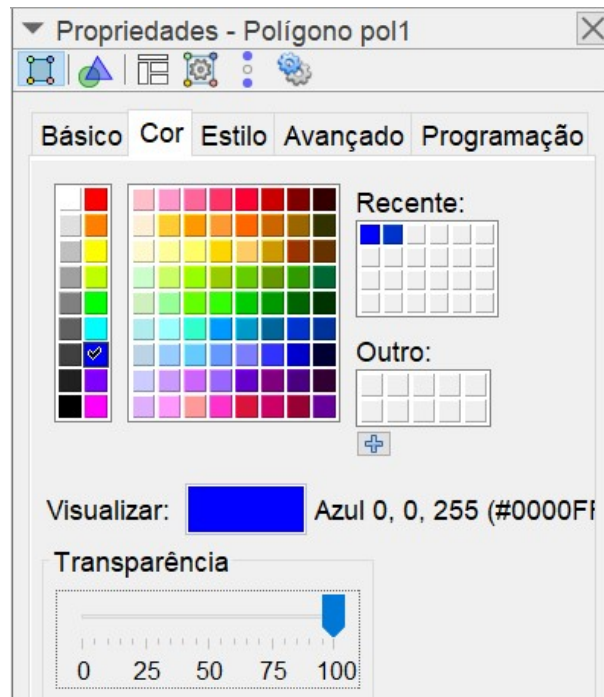 Propriedades - Polígono pol1
Básico Cor Estilo Avançado Programação
Recente:
Outro:
Visualizar: Azul 0, 0, 255 (#0000FF
Transparência
0 25 50 75 100